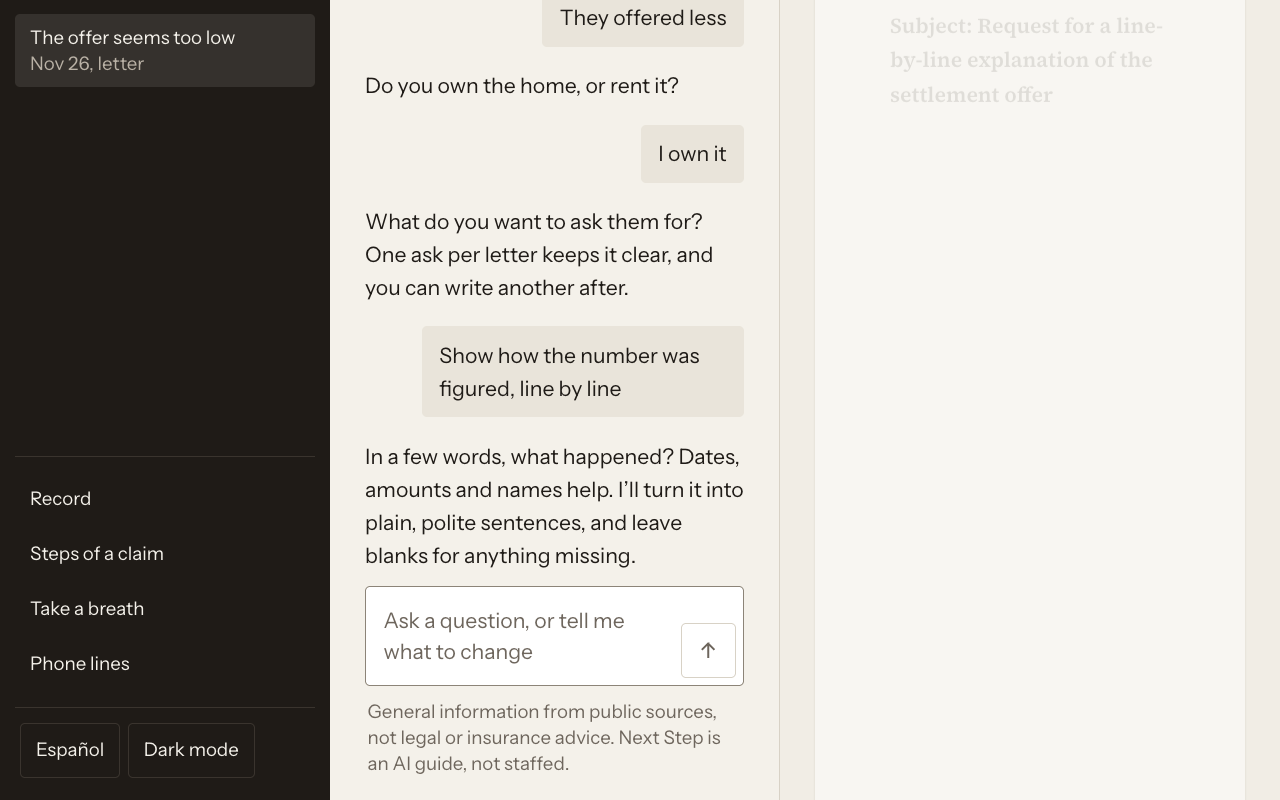 The offer seems too low
Nov 26, letter
Record
Steps of a claim
Take a breath
Phone lines
Español
Dark mode
They offered less
Do you own the home, or rent it?
I own it
What do you want to ask them for?
One ask per letter keeps it clear, and
you can write another after.
Show how the number was
figured, line by line
In a few words, what happened? Dates,
amounts and names help. I’ll turn it into
plain, polite sentences, and leave
blanks for anything missing.
Ask a question, or tell me
what to change
General information from public sources,
not legal or insurance advice. Next Step is
an AI guide, not staffed.
Subject: Request for a line-
by-line explanation of the
settlement offer